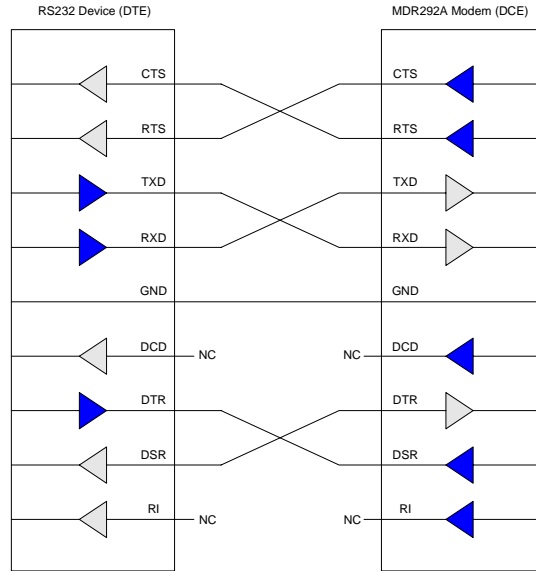 RS232 Device (DTE) MDR292A Modem (DCE)
CTS CTS
RTS RTS
TXD TXD
RXD RXD
GND GND
DCD NC NC DCD
DTR DTR
DSR DSR
RI NC NC RI